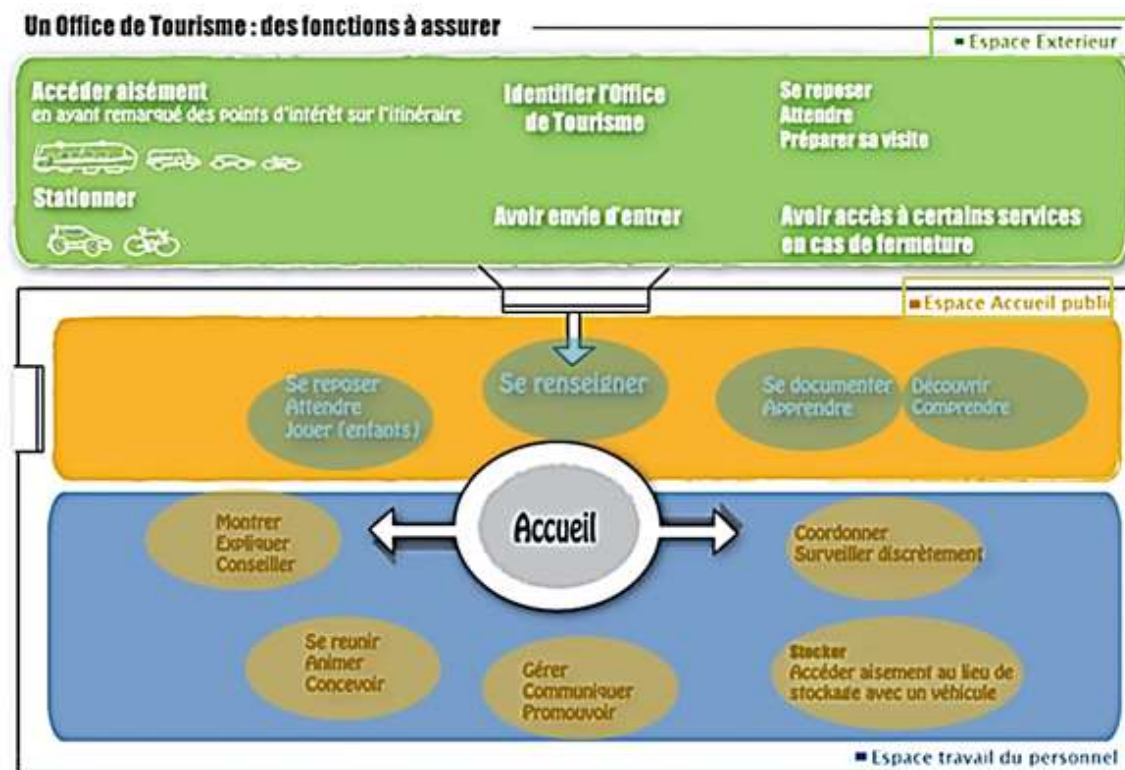 Un Office de Tourisme : des fonctions à assurer
Espace Exterieur
Accéder aisément
en ayant remarqué des points d'intérêt sur l'itinéraire
Stationner
Identifier l'Office
de Tourisme
Avoir envie d'entrer
Se reposer
Attendre
Préparer sa visite
Avoir accès à certains services
en cas de fermeture
Espace Accueil public
Se reposer
Attendre
Jouer (enfants)
Se renseigner
Se documenter
Apprendre
Découvrir
Comprendre
Accueil
Montrer
Expliquer
Conseiller
Coordonner
Surveiller discrètement
Se reunir
Animer
Concevoir
Gérer
Communiquer
Promouvoir
Stocker
Accéder aisement au lieu de
stockage avec un véhicule
Espace travail du personnel